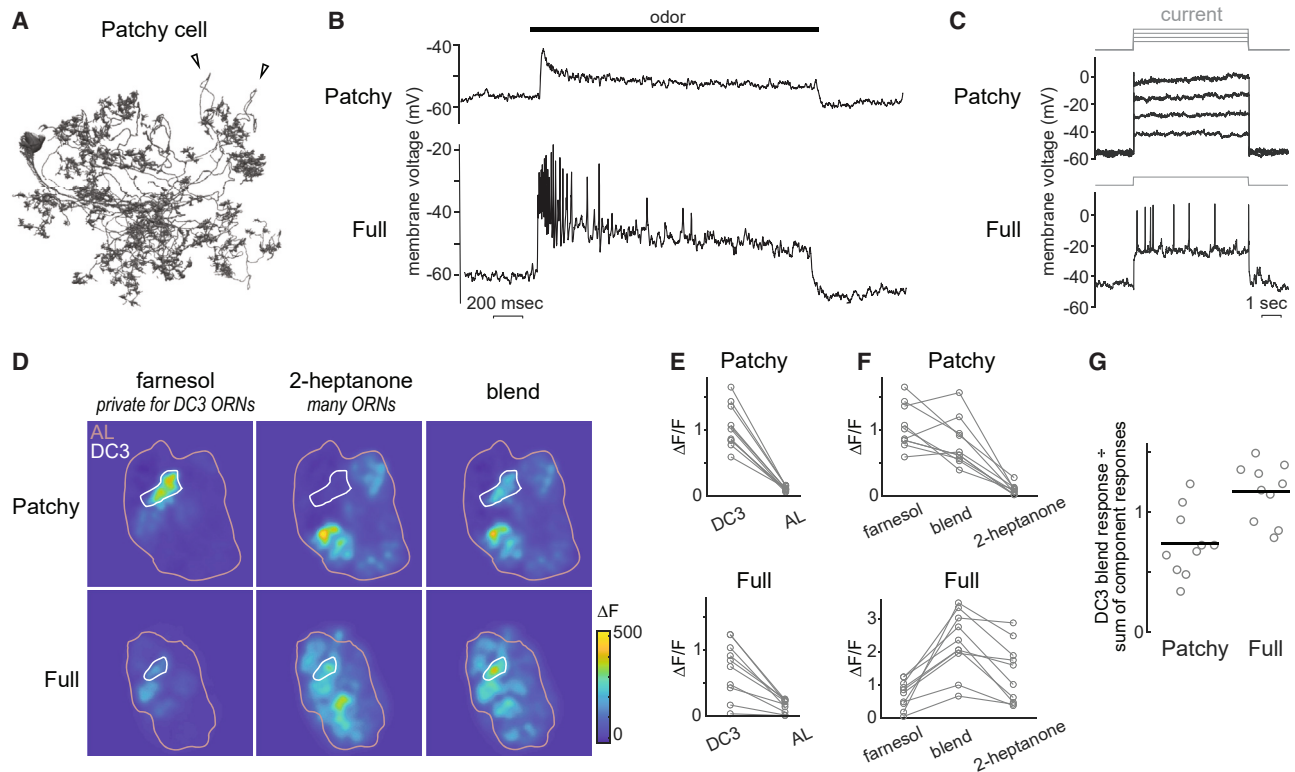 A
Patchy cell
B
odor
Patchy
Full
membrane voltage (mV)
-40
-60
-20
-40
-60
200 msec
C
current
Patchy
Full
membrane voltage (mV)
0
-20
-40
-60
0
-20
-40
-60
1 sec
D
farnesol
private for DC3 ORNs
2-heptanone
many ORNs
blend
AL
DC3
Patchy
Full
ΔF
500
0
E
Patchy
ΔF/F
1
0
DC3
AL
Full
ΔF/F
1
0
DC3
AL
F
Patchy
ΔF/F
1
0
farnesol
blend
2-heptanone
Full
ΔF/F
3
2
1
0
farnesol
blend
2-heptanone
G
DC3 blend response ÷
sum of component responses
1
0
Patchy
Full